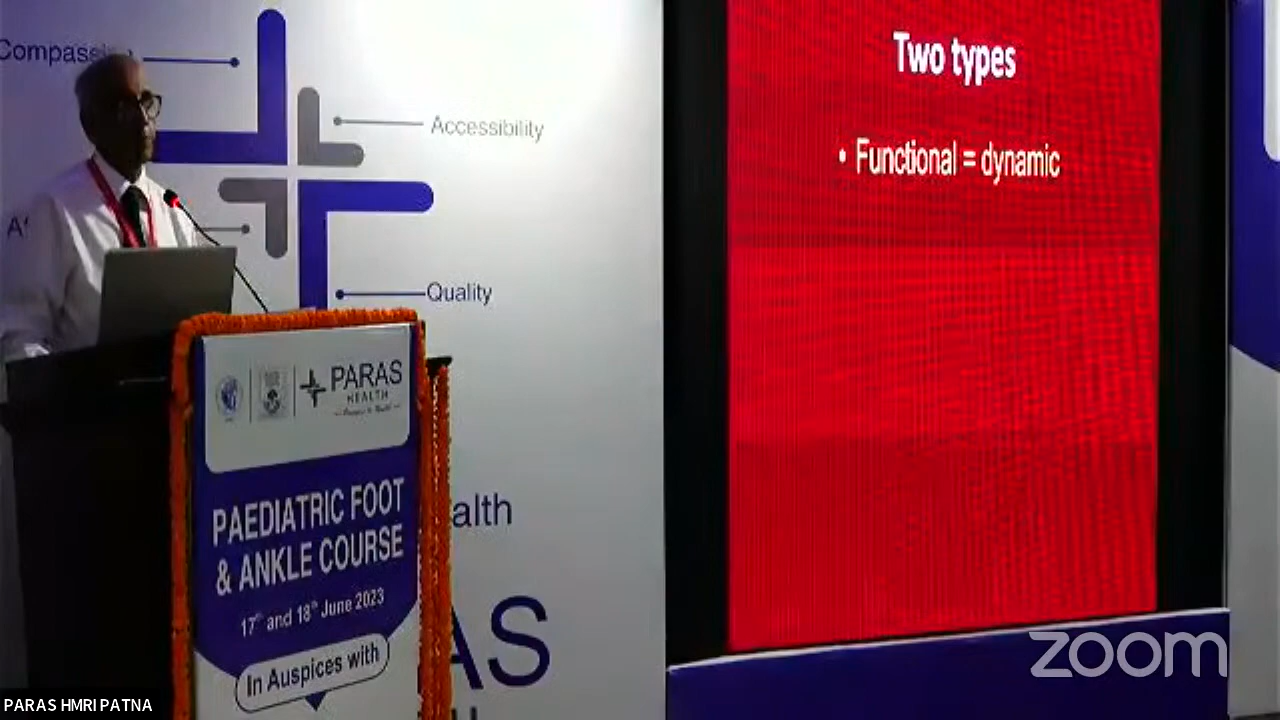 Accessibility
Quality
alth
AS
PARAS
HEALTH
PAEDIATRIC FOOT
& ANKLE COURSE
17th and 18th June 2023
In Auspices with
Two types
• Functional = dynamic
zoom
PARAS HMRI PATNA